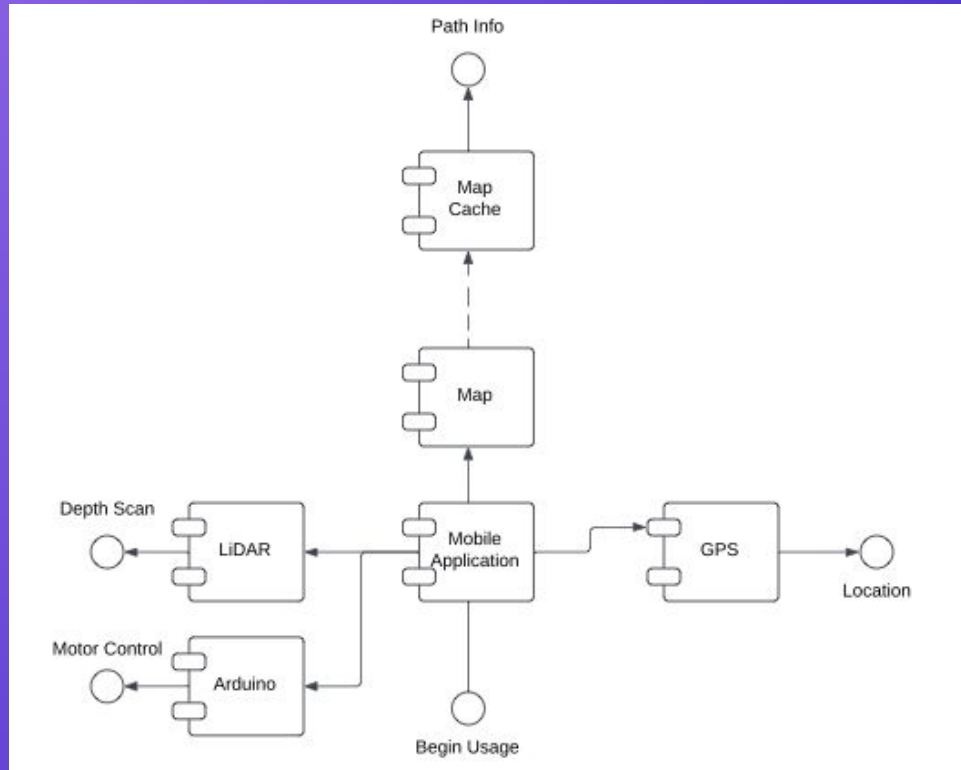 Path Info
Map
Cache
Map
Depth Scan
LiDAR
Mobile
Application
GPS
Location
Motor Control
Arduino
Begin Usage